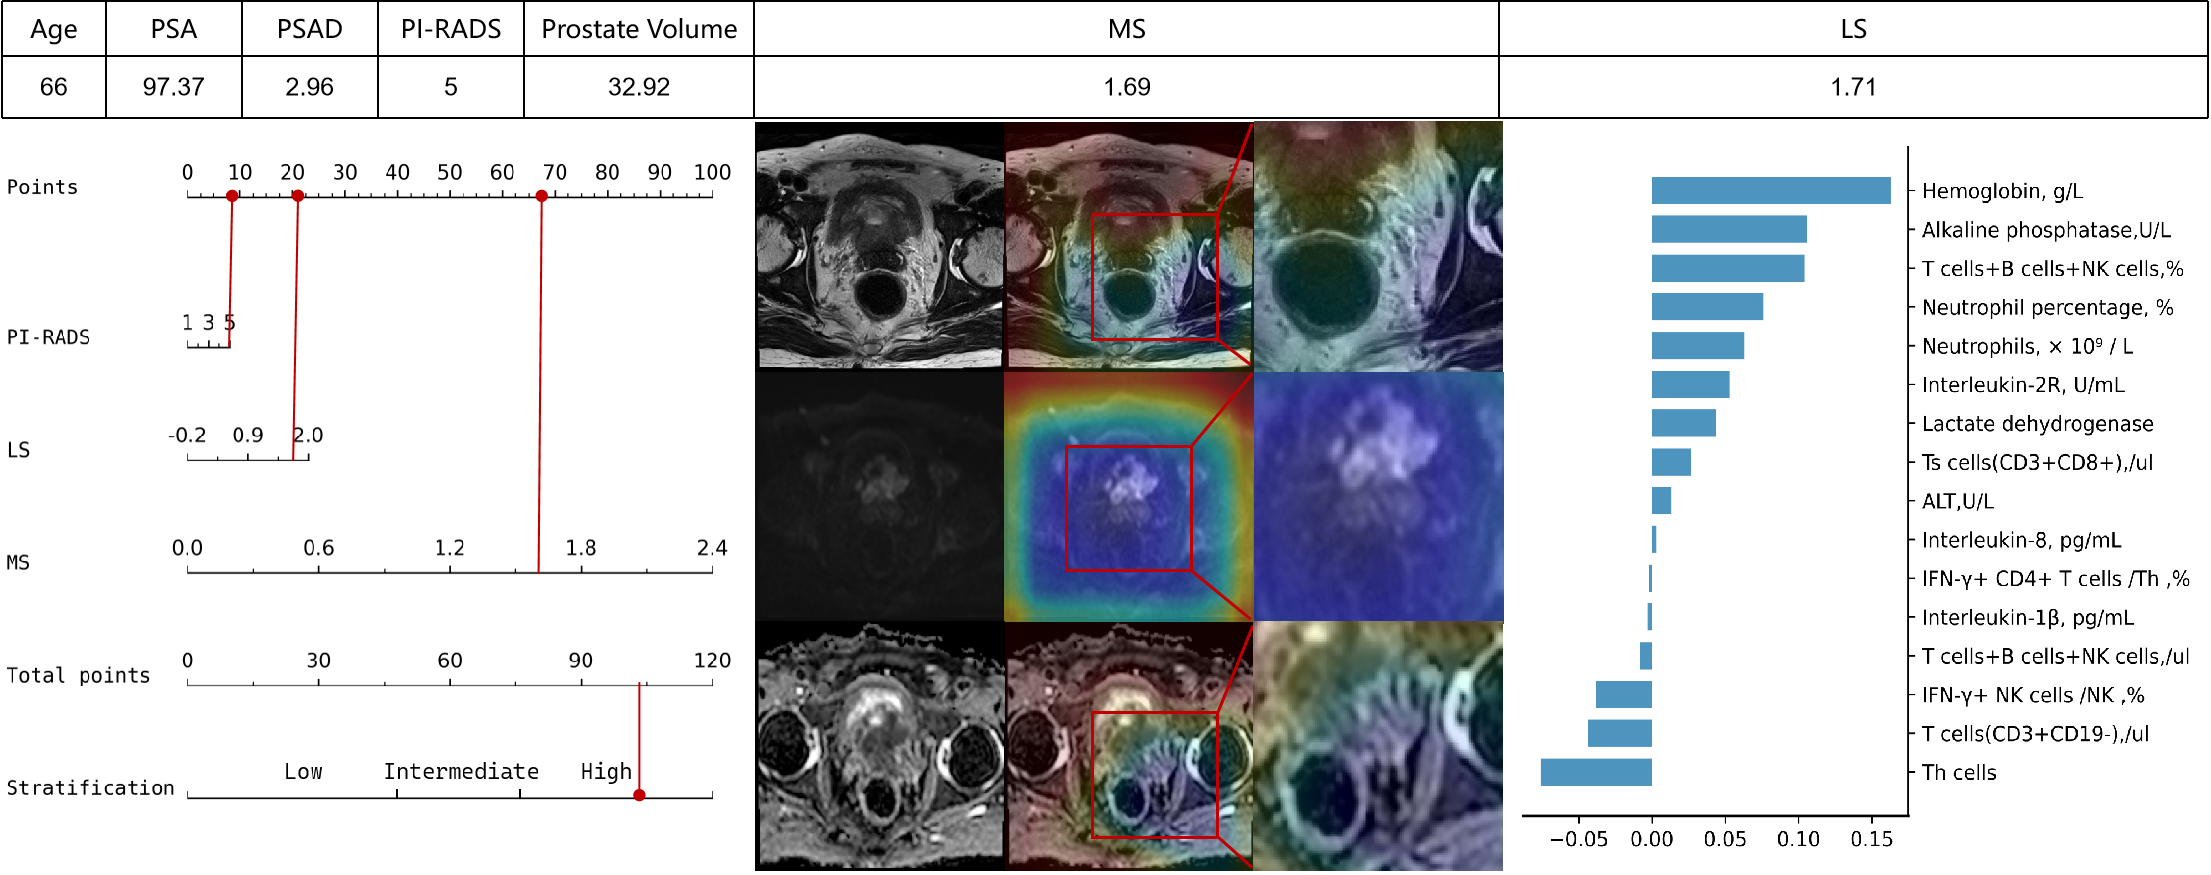 Age PSA PSAD PI-RADS Prostate Volume MS LS
66 97.37 2.96 5 32.92 1.69 1.71
0 10 20 30 40 50 60 70 80 90 100
Points
1 3 5
PI-RADS
-0.2 0.9 2.0
LS
0.0 0.6 1.2 1.8 2.4
MS
0 30 60 90 120
Total points
Low Intermediate High
Stratification
Hemoglobin, g/L
Alkaline phosphatase,U/L
T cells+B cells+NK cells,%
Neutrophil percentage, %
Neutrophils, × 10⁹ / L
Interleukin-2R, U/mL
Lactate dehydrogenase
Ts cells(CD3+CD8+),/ul
ALT,U/L
Interleukin-8, pg/mL
IFN-γ+ CD4+ T cells /Th ,%
Interleukin-1β, pg/mL
T cells+B cells+NK cells,/ul
IFN-γ+ NK cells /NK ,%
T cells(CD3+CD19-),/ul
Th cells
−0.05 0.00 0.05 0.10 0.15